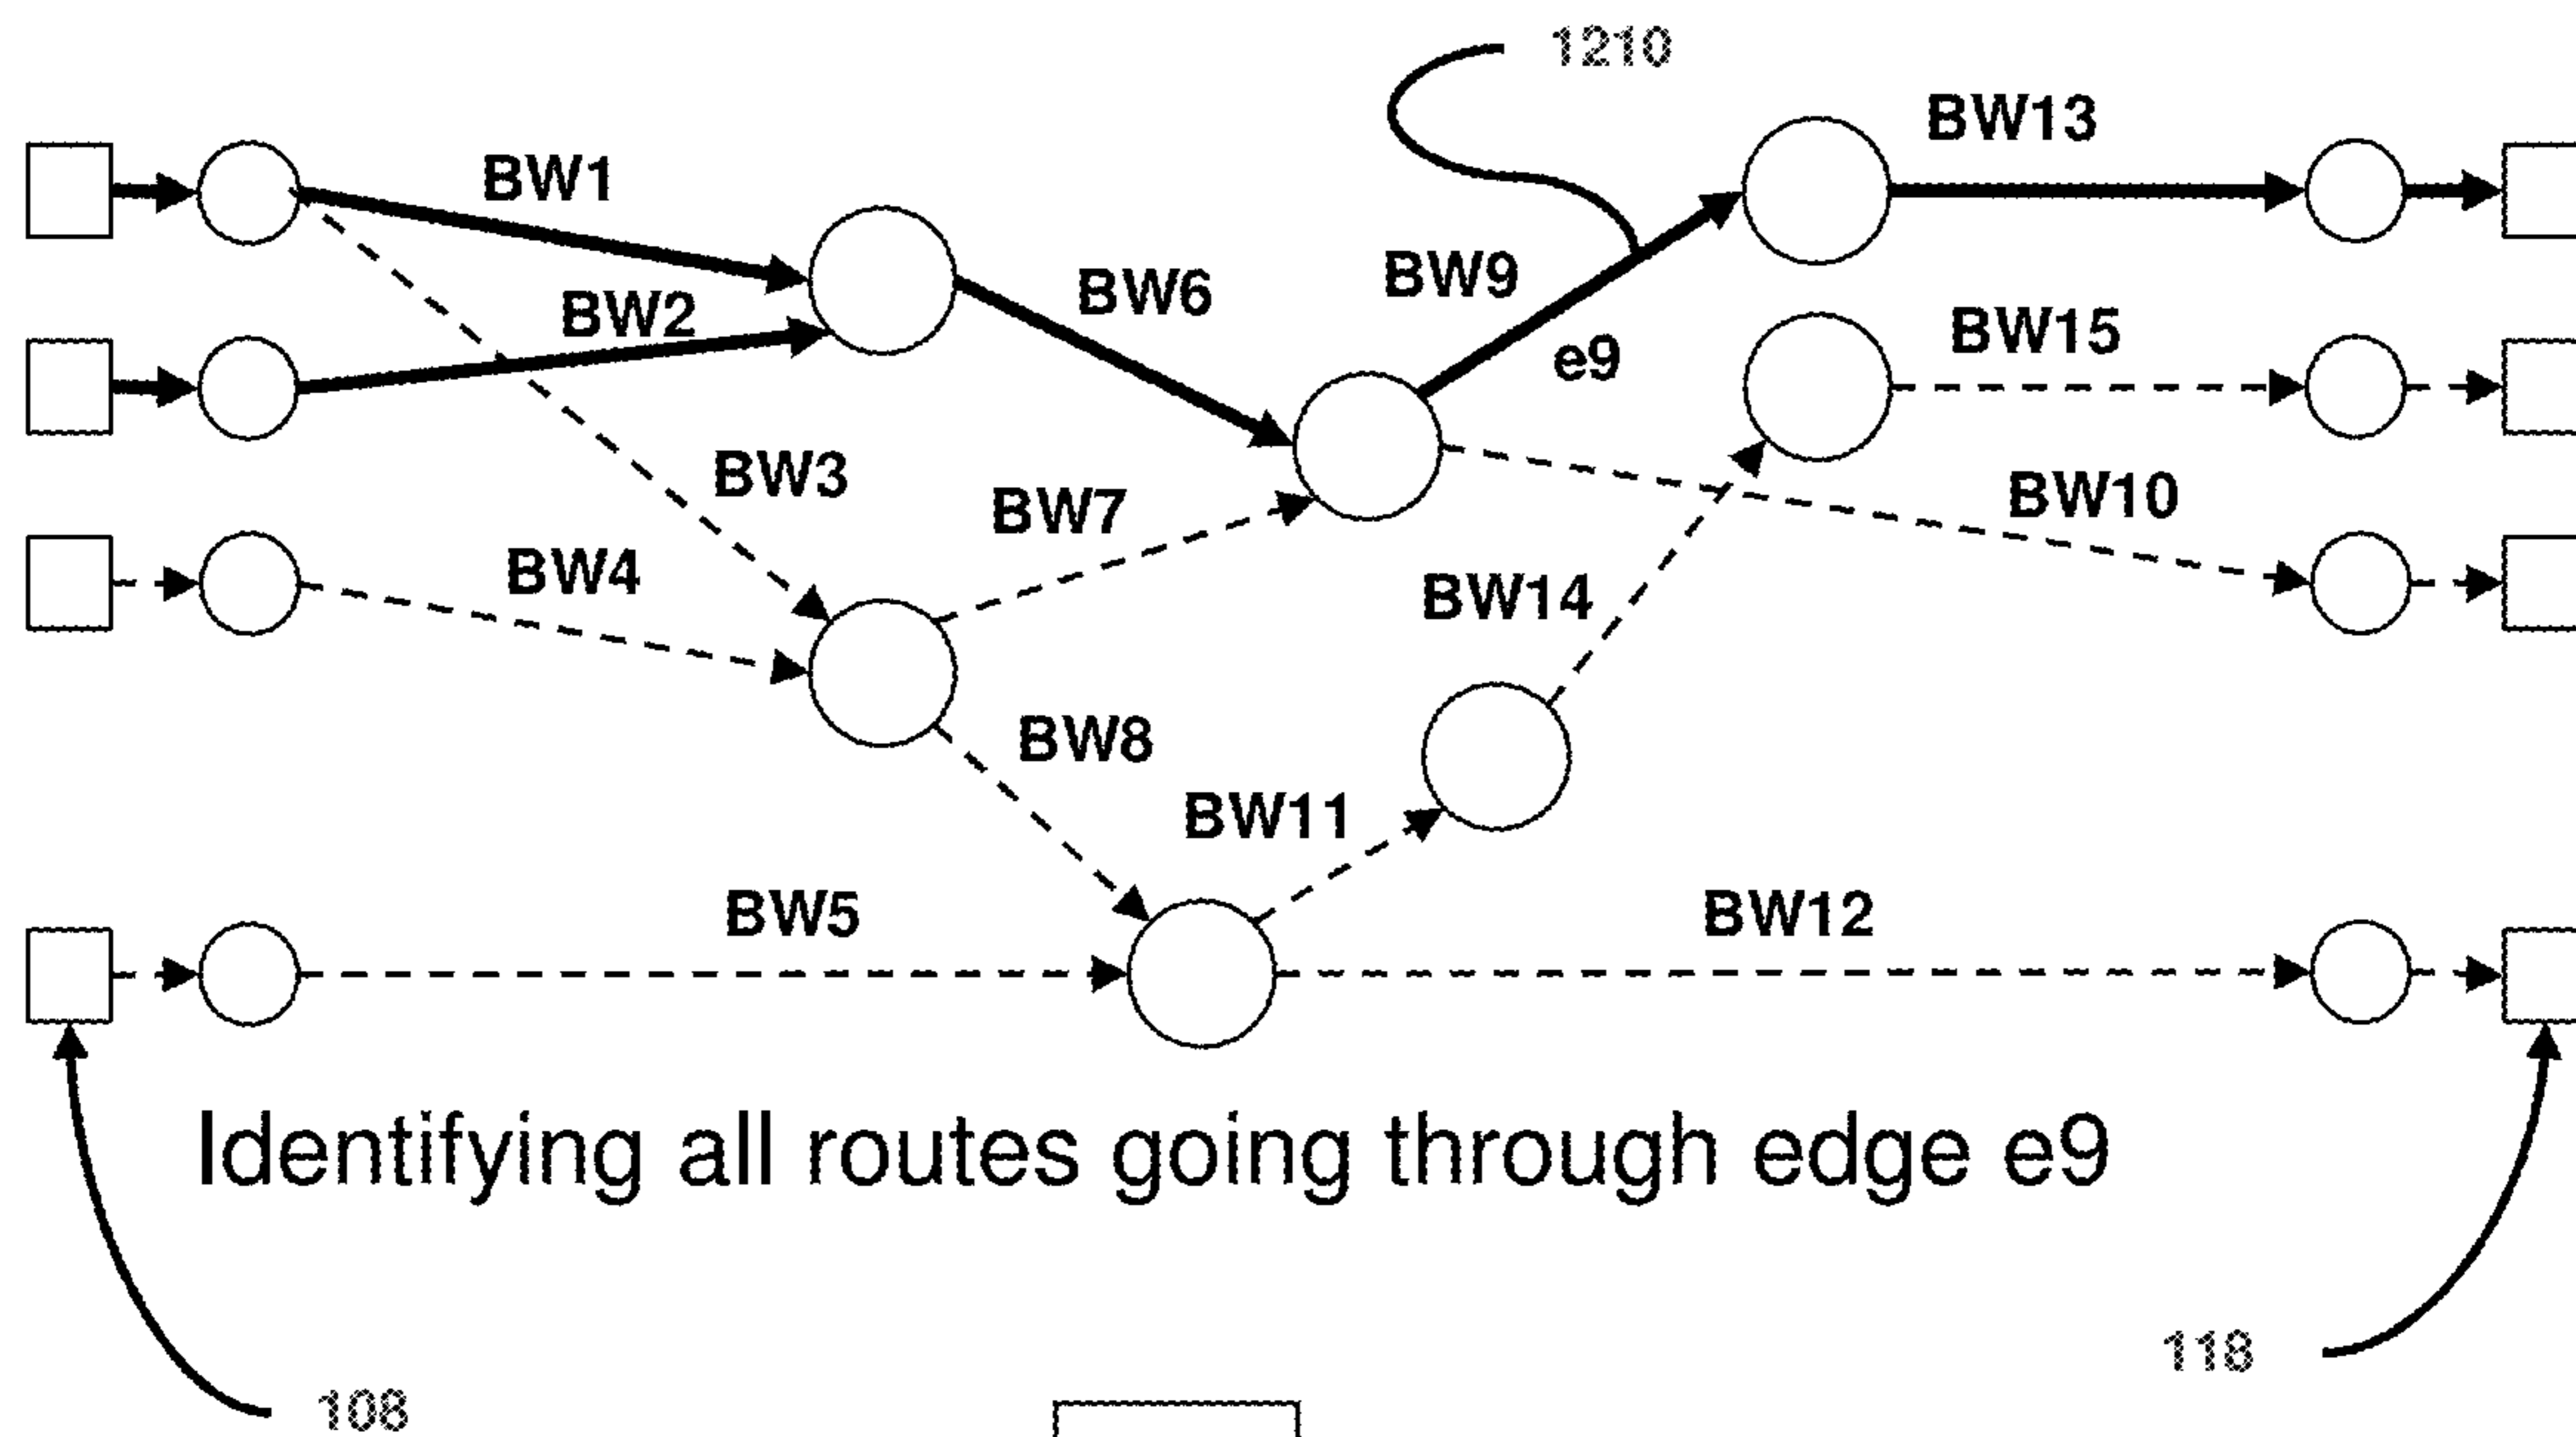 1210
BW13
BW1
BW9
BW6
BW2
e9
BW15
BW3
BW7
BW10
BW4
BW14
BW8
BW11
BW5
BW12
Identifying all routes going through edge e9
118
108